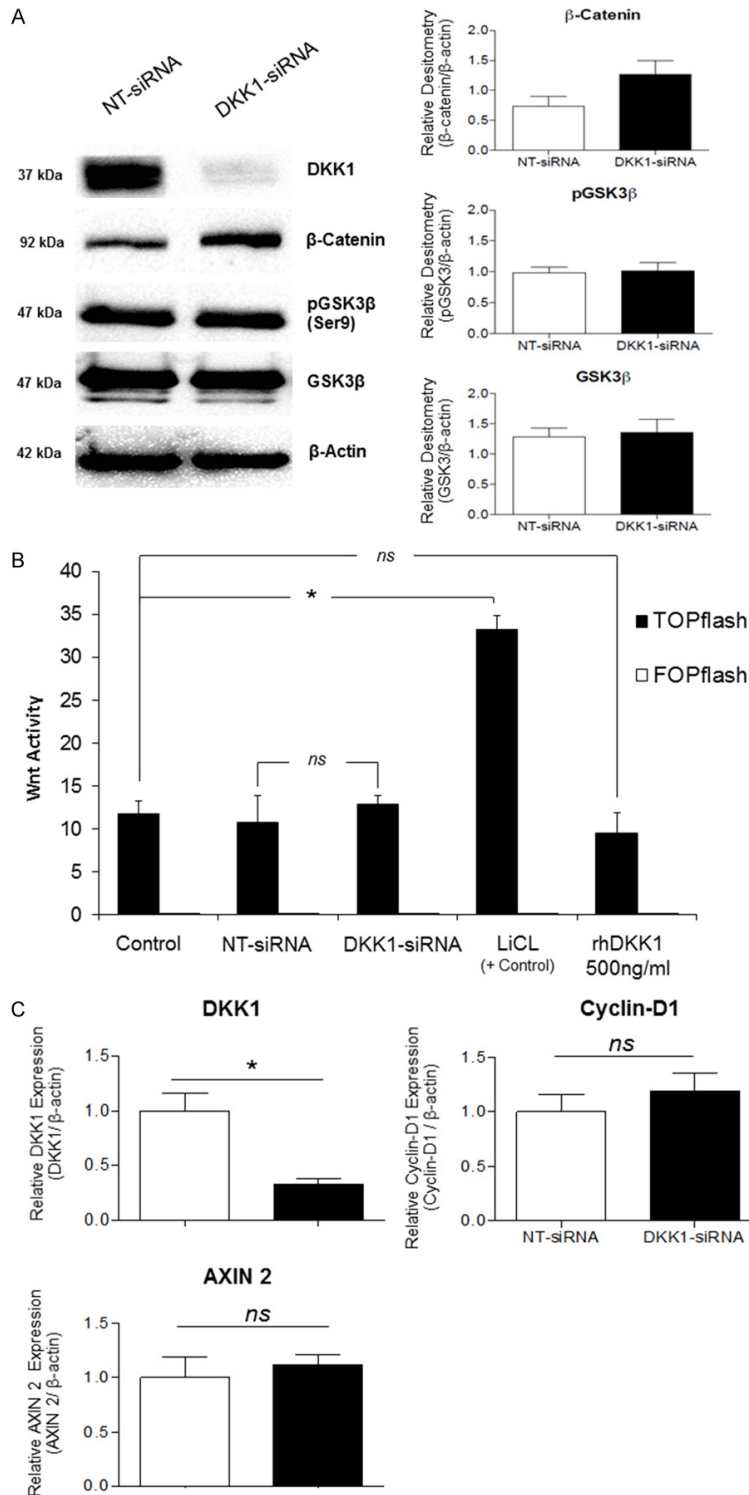 A
NT-siRNA
DKK1-siRNA
37 kDa
DKK1
92 kDa
β-Catenin
47 kDa
pGSK3β
(Ser9)
47 kDa
GSK3β
42 kDa
β-Actin
β-Catenin
Relative Desitometry
(β-catenin/β-actin)
2.0
1.5
1.0
0.5
0.0
NT-siRNA
DKK1-siRNA
pGSK3β
Relative Desitometry
(pGSK3/β-actin)
2.0
1.5
1.0
0.5
0.0
NT-siRNA
DKK1-siRNA
GSK3β
Relative Desitometry
(GSK3/β-actin)
2.0
1.5
1.0
0.5
0.0
NT-siRNA
DKK1-siRNA
B
Wnt Activity
40
35
30
25
20
15
10
5
0
ns
*
ns
TOPflash
FOPflash
Control
NT-siRNA
DKK1-siRNA
LiCL
(+ Control)
rhDKK1
500ng/ml
C
DKK1
Relative DKK1 Expression
(DKK1/ β-actin)
1.5
1.0
0.5
0.0
*
Cyclin-D1
Relative Cyclin-D1 Expression
(Cyclin-D1 / β-actin)
1.5
1.0
0.5
0.0
ns
NT-siRNA
DKK1-siRNA
AXIN 2
Relative AXIN 2 Expression
(AXIN 2/ β-actin)
1.5
1.0
0.5
0.0
ns